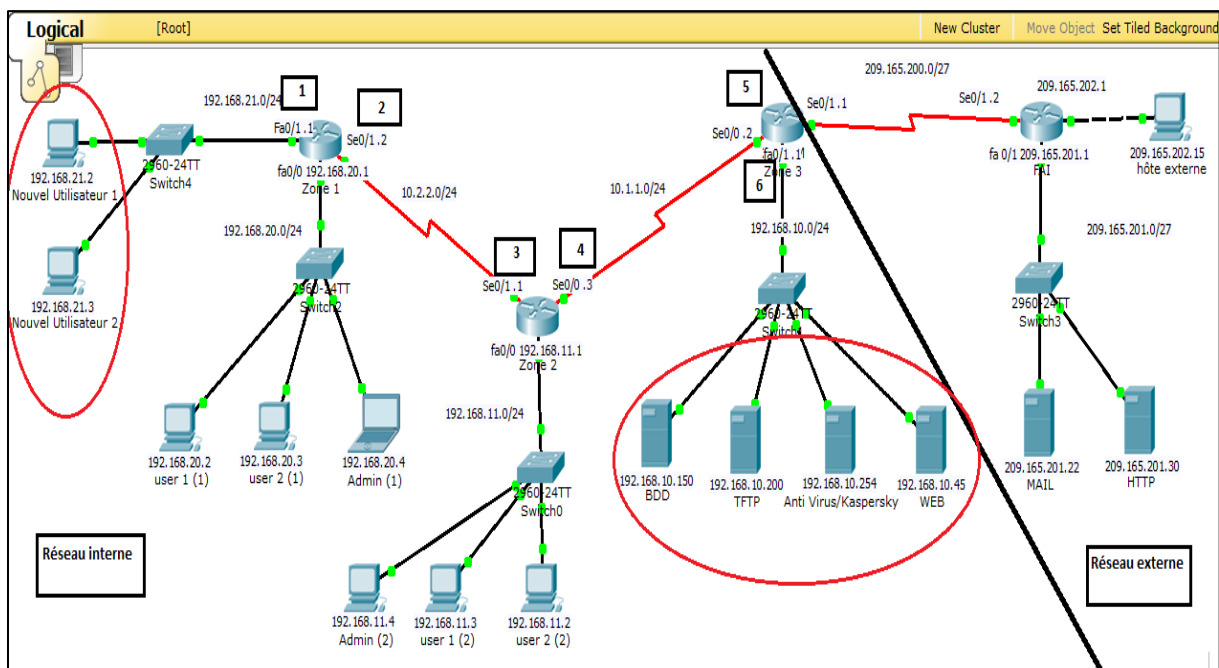 Logical
[Root]
New Cluster
Move Object
Set Tiled Background
1
192.168.21.0/24
Fa0/1 .1
2
Se0/1 .2
2960-24TT
Switch4
192.168.21.2
Nouvel Utilisateur 1
192.168.21.3
Nouvel Utilisateur 2
fa0/0 192.168.20.1
Zone 1
10.2.2.0/24
192.168.20.0/24
2960-24TT
Switch2
192.168.20.2
user 1 (1)
192.168.20.3
user 2 (1)
192.168.20.4
Admin (1)
3
4
Se0/1 .1
Se0/0 .3
fa0/0 192.168.11.1
Zone 2
192.168.11.0/24
2960-24TT
Switch0
192.168.11.4
Admin (2)
192.168.11.3
user 1 (2)
192.168.11.2
user 2 (2)
10.1.1.0/24
5
Se0/0 .2
Se0/1 .1
fa0/1 .1
Zone 3
6
192.168.10.0/24
2960-24TT
192.168.10.150
BDD
192.168.10.200
TFTP
192.168.10.254
Anti Virus/Kaspersky
192.168.10.45
WEB
209.165.200.0/27
Se0/1 .2
209.165.202.1
fa 0/1 209.165.201.1
FAI
209.165.202.15
hôte externe
209.165.201.0/27
2960-24TT
Switch3
209.165.201.22
MAIL
209.165.201.30
HTTP
Réseau interne
Réseau externe